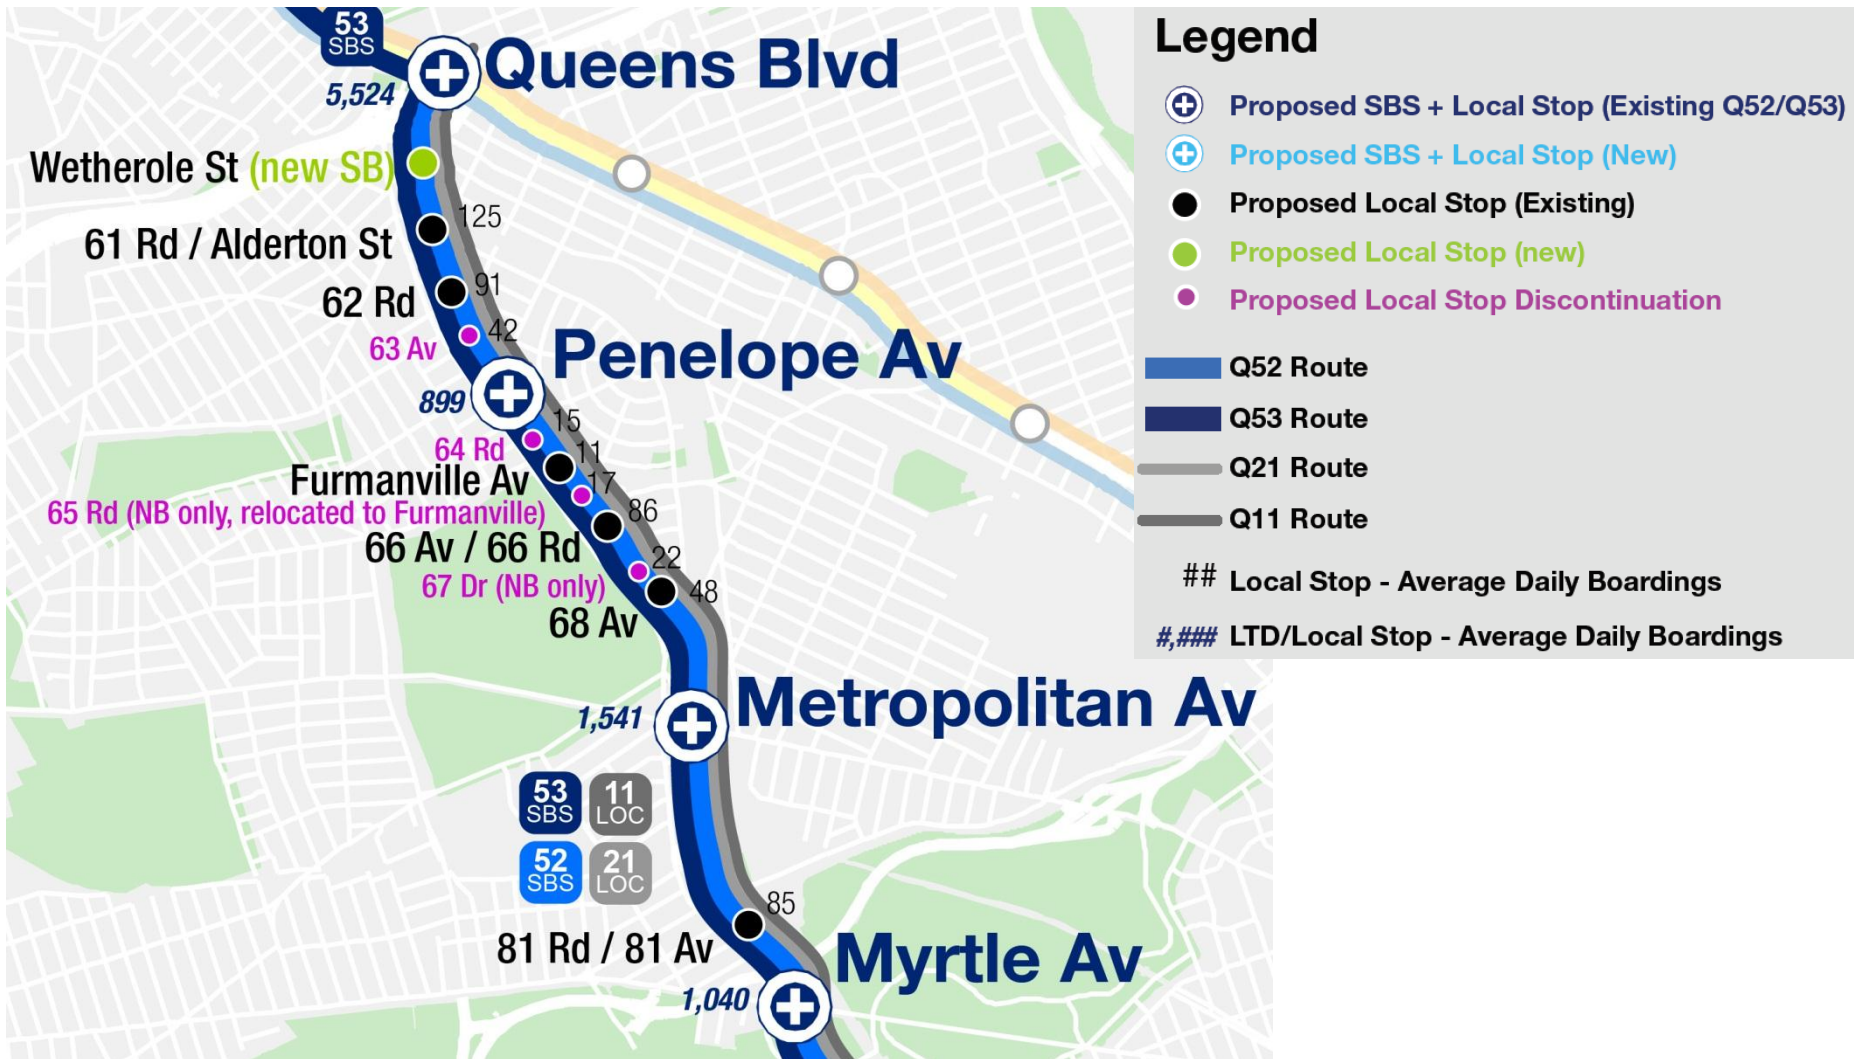 53
SBS
Queens Blvd
5,524
Wetherole St (new SB)
125
61 Rd / Alderton St
91
62 Rd
42
63 Av
Penelope Av
899
15
64 Rd
11
Furmanville Av
17
65 Rd (NB only, relocated to Furmanville)
86
66 Av / 66 Rd
22
67 Dr (NB only)
48
68 Av
Metropolitan Av
1,541
53
SBS
11
LOC
52
SBS
21
LOC
85
81 Rd / 81 Av
Myrtle Av
1,040
Legend
Proposed SBS + Local Stop (Existing Q52/Q53)
Proposed SBS + Local Stop (New)
Proposed Local Stop (Existing)
Proposed Local Stop (new)
Proposed Local Stop Discontinuation
Q52 Route
Q53 Route
Q21 Route
Q11 Route
## Local Stop - Average Daily Boardings
#,### LTD/Local Stop - Average Daily Boardings